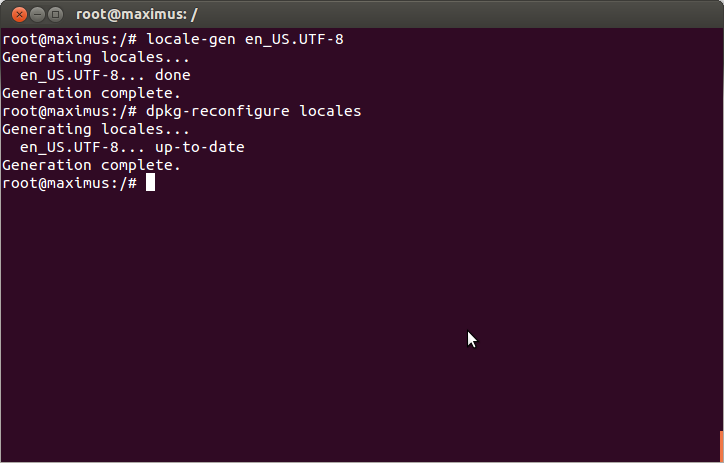 root@maximus: /
root@maximus:/# locale-gen en_US.UTF-8
Generating locales...
  en_US.UTF-8... done
Generation complete.
root@maximus:/# dpkg-reconfigure locales
Generating locales...
  en_US.UTF-8... up-to-date
Generation complete.
root@maximus:/#